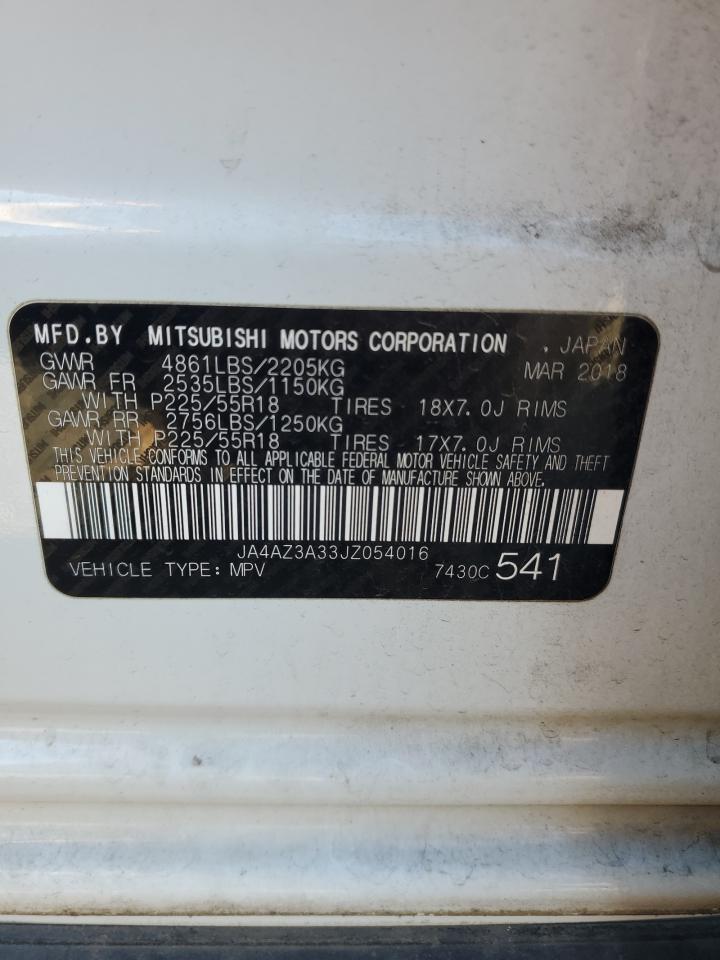 MFD.BY MITSUBISHI MOTORS CORPORATION , JAPAN
GVWR 4861LBS/2205KG MAR 2018
GAWR FR 2535LBS/1150KG
WITH P225/55R18 TIRES 18X7.0J RIMS
GAWR RR 2756LBS/1250KG
WITH P225/55R18 TIRES 17X7.0J RIMS
THIS VEHICLE CONFORMS TO ALL APPLICABLE FEDERAL MOTOR VEHICLE SAFETY AND THEFT
PREVENTION STANDARDS IN EFFECT ON THE DATE OF MANUFACTURE SHOWN ABOVE.
JA4AZ3A33JZ054016
VEHICLE TYPE: MPV 7430C 541